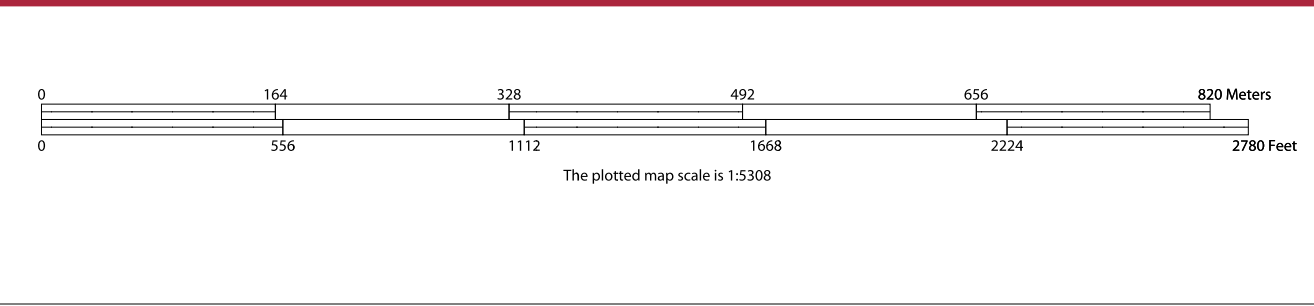 0 164 328 492 656 820 Meters
0 556 1112 1668 2224 2780 Feet
The plotted map scale is 1:5308